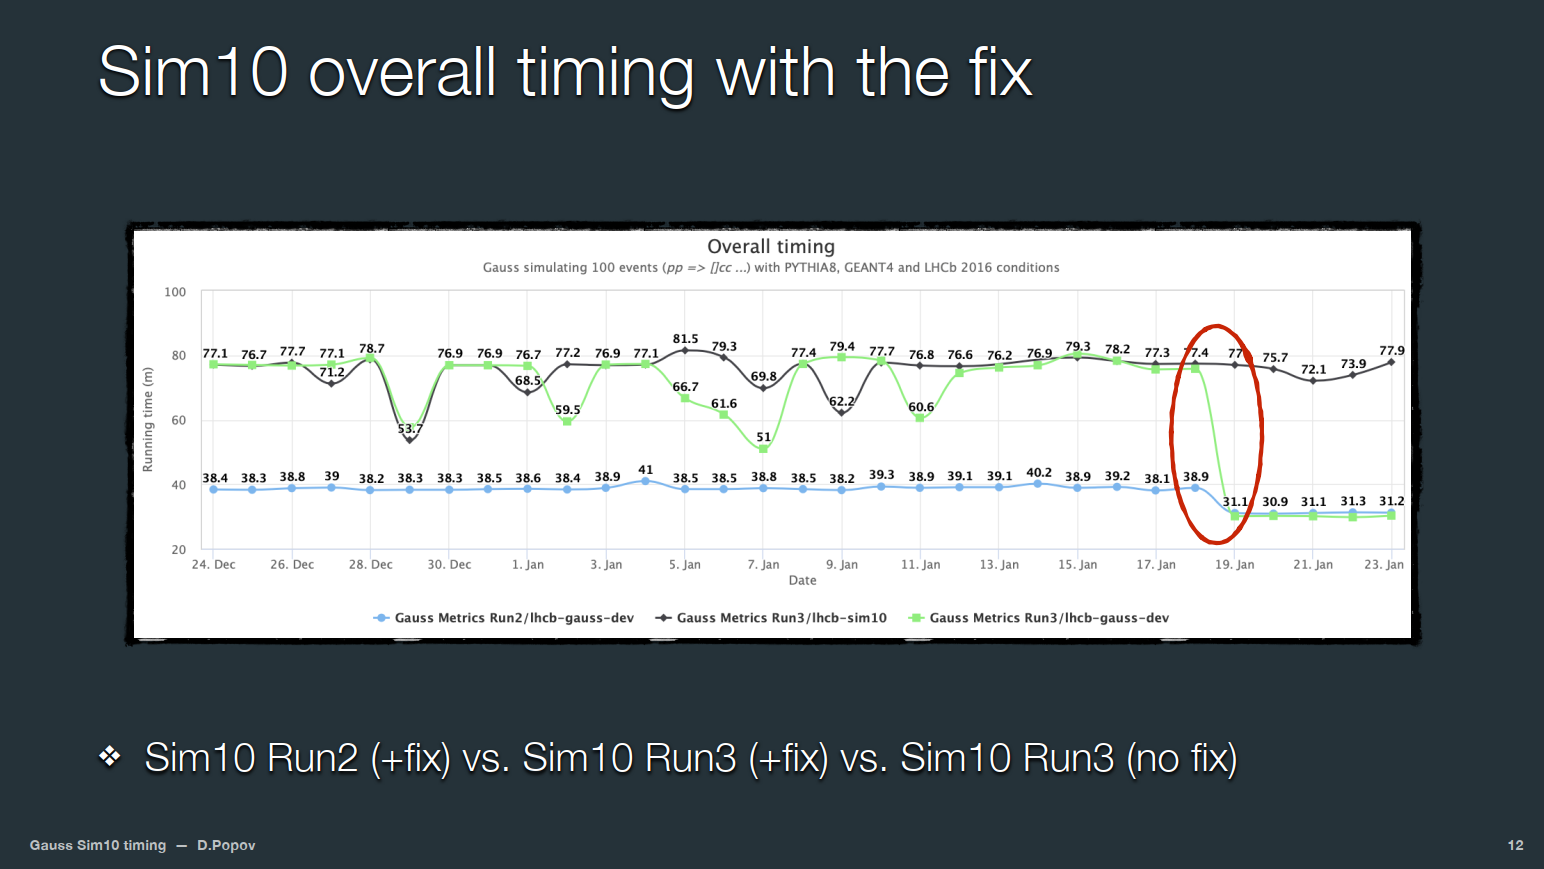 Sim10 overall timing with the fix
Overall timing
Gauss simulating 100 events (pp => []cc ...) with PYTHIA8, GEANT4 and LHCb 2016 conditions
Running time (m)
100
80
60
40
20
77.1 76.7 77.7 77.1 78.7 76.9 76.9 76.7 77.2 76.9 77.1 81.5 79.3 77.4 79.4 77.7 76.8 76.6 76.2 76.9 79.3 78.2 77.3 77.4 77 75.7 72.1 73.9 77.9
71.2 53.7 68.5 59.5 66.7 61.6 69.8 51 62.2 60.6
38.4 38.3 38.8 39 38.2 38.3 38.3 38.5 38.6 38.4 38.9 41 38.5 38.5 38.8 38.5 38.2 39.3 38.9 39.1 39.1 40.2 38.9 39.2 38.1 38.9 31.1 30.9 31.1 31.3 31.2
24. Dec 26. Dec 28. Dec 30. Dec 1. Jan 3. Jan 5. Jan 7. Jan 9. Jan 11. Jan 13. Jan 15. Jan 17. Jan 19. Jan 21. Jan 23. Jan
Date
Gauss Metrics Run2/lhcb-gauss-dev Gauss Metrics Run3/lhcb-sim10 Gauss Metrics Run3/lhcb-gauss-dev
❖ Sim10 Run2 (+fix) vs. Sim10 Run3 (+fix) vs. Sim10 Run3 (no fix)
Gauss Sim10 timing — D.Popov
12